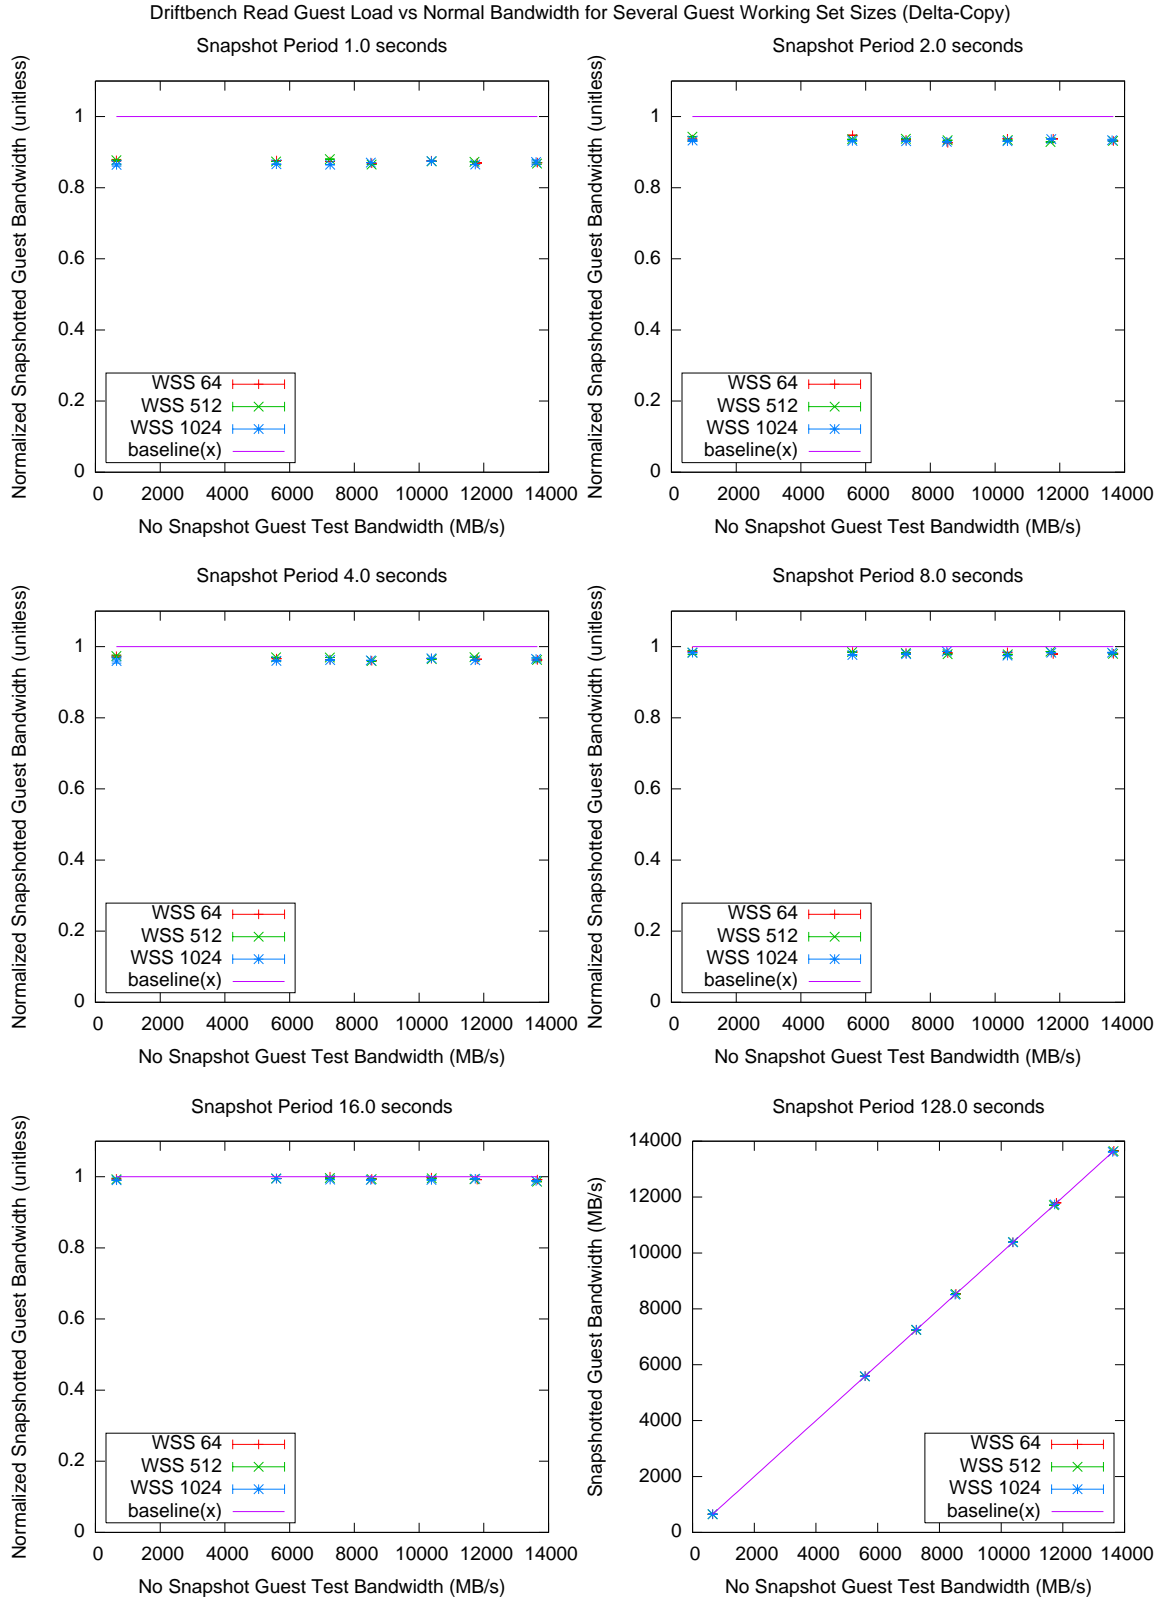 Driftbench Read Guest Load vs Normal Bandwidth for Several Guest Working Set Sizes (Delta-Copy)
Snapshot Period 1.0 seconds
Normalized Snapshotted Guest Bandwidth (unitless)
1
0.8
0.6
0.4
0.2
0
WSS 64
WSS 512
WSS 1024
baseline(x)
0 2000 4000 6000 8000 10000 12000 14000
No Snapshot Guest Test Bandwidth (MB/s)
Snapshot Period 2.0 seconds
Normalized Snapshotted Guest Bandwidth (unitless)
1
0.8
0.6
0.4
0.2
0
WSS 64
WSS 512
WSS 1024
baseline(x)
0 2000 4000 6000 8000 10000 12000 14000
No Snapshot Guest Test Bandwidth (MB/s)
Snapshot Period 4.0 seconds
Normalized Snapshotted Guest Bandwidth (unitless)
1
0.8
0.6
0.4
0.2
0
WSS 64
WSS 512
WSS 1024
baseline(x)
0 2000 4000 6000 8000 10000 12000 14000
No Snapshot Guest Test Bandwidth (MB/s)
Snapshot Period 8.0 seconds
Normalized Snapshotted Guest Bandwidth (unitless)
1
0.8
0.6
0.4
0.2
0
WSS 64
WSS 512
WSS 1024
baseline(x)
0 2000 4000 6000 8000 10000 12000 14000
No Snapshot Guest Test Bandwidth (MB/s)
Snapshot Period 16.0 seconds
Normalized Snapshotted Guest Bandwidth (unitless)
1
0.8
0.6
0.4
0.2
0
WSS 64
WSS 512
WSS 1024
baseline(x)
0 2000 4000 6000 8000 10000 12000 14000
No Snapshot Guest Test Bandwidth (MB/s)
Snapshot Period 128.0 seconds
Snapshotted Guest Bandwidth (MB/s)
14000
12000
10000
8000
6000
4000
2000
0
WSS 64
WSS 512
WSS 1024
baseline(x)
0 2000 4000 6000 8000 10000 12000 14000
No Snapshot Guest Test Bandwidth (MB/s)